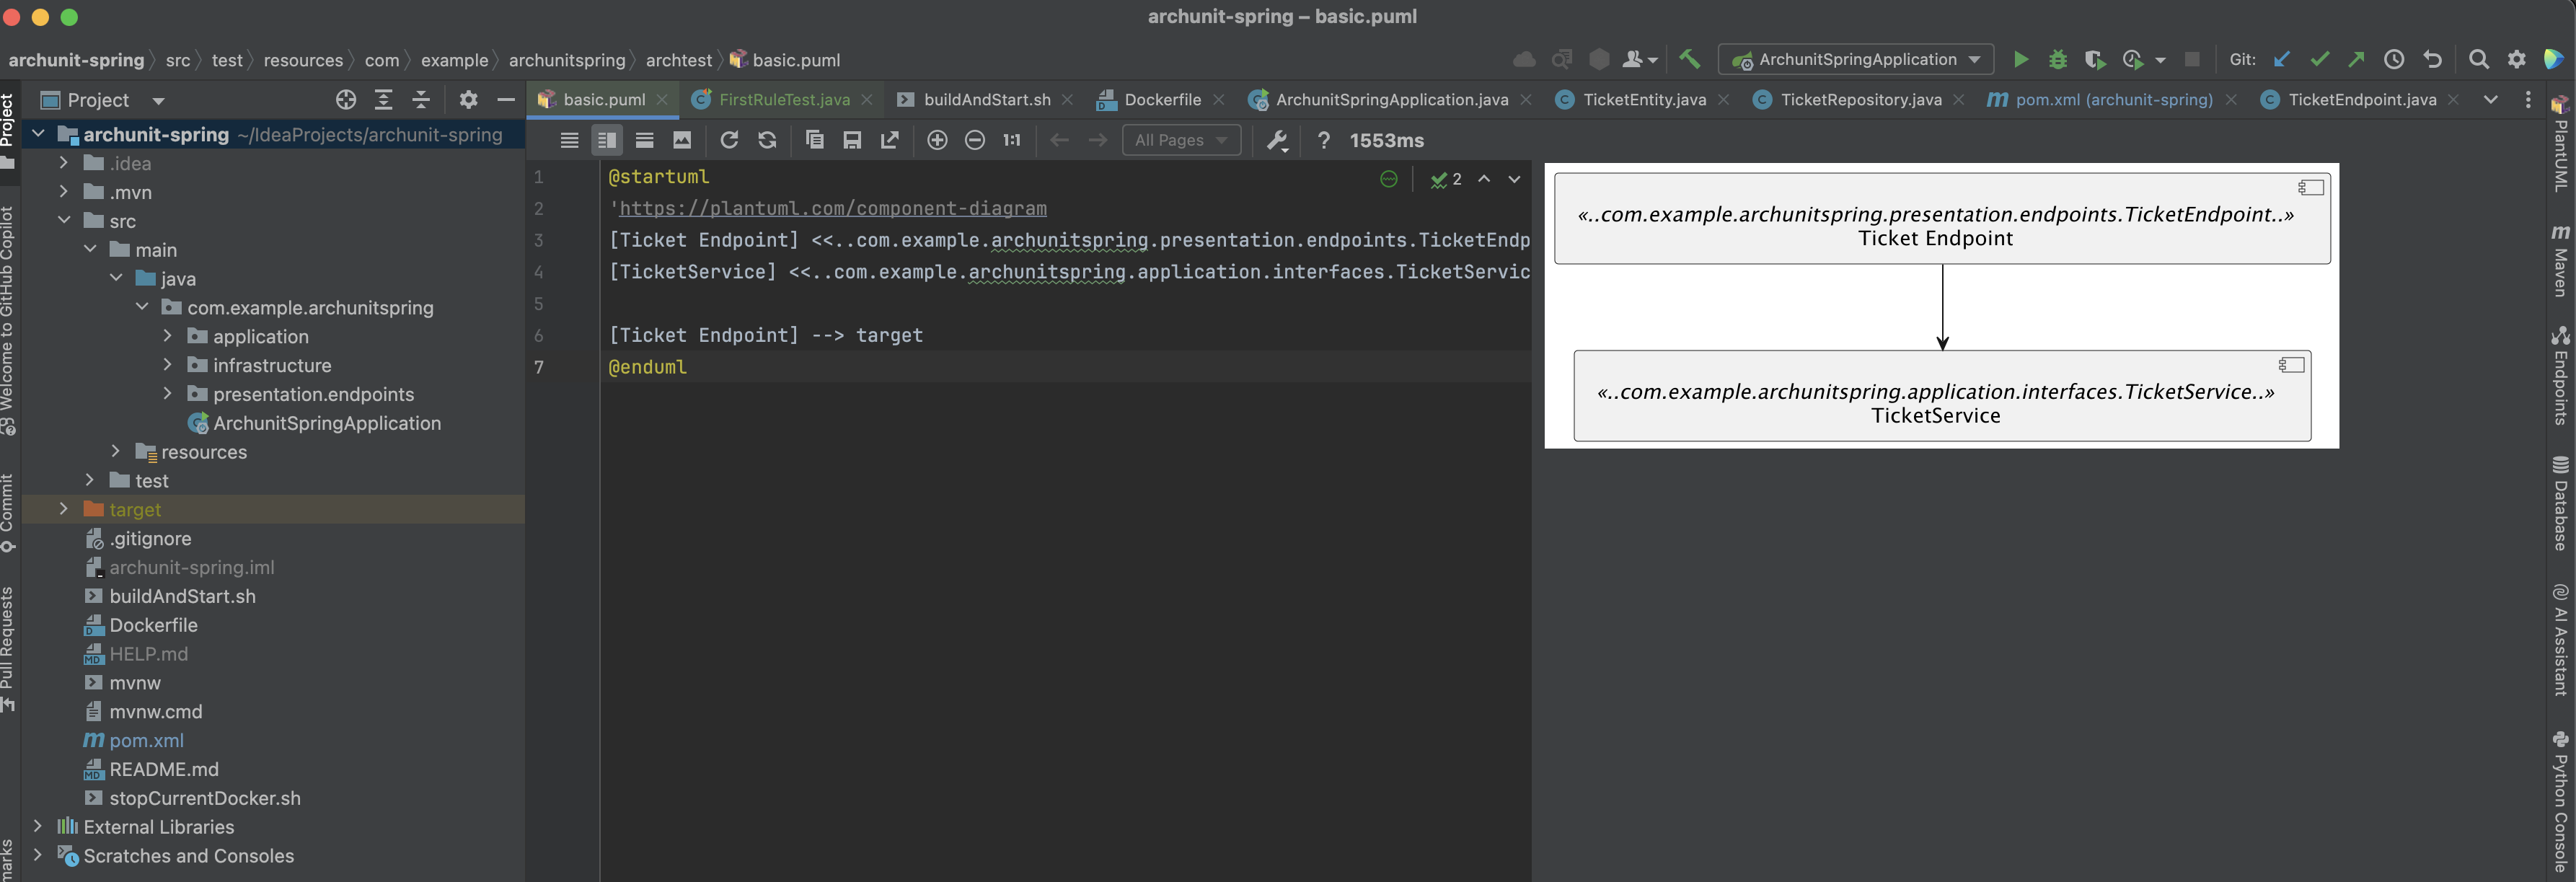 archunit-spring – basic.puml
archunit-spring src test resources com example archunitspring archtest basic.puml
ArchunitSpringApplication
Git:
Project
basic.puml
FirstRuleTest.java
buildAndStart.sh
Dockerfile
ArchunitSpringApplication.java
TicketEntity.java
TicketRepository.java
pom.xml (archunit-spring)
TicketEndpoint.java
1:1
All Pages
?
1553ms
Project
Welcome to GitHub Copilot
Commit
Pull Requests
marks
archunit-spring ~/IdeaProjects/archunit-spring
.idea
.mvn
src
main
java
com.example.archunitspring
application
infrastructure
presentation.endpoints
ArchunitSpringApplication
resources
test
target
.gitignore
archunit-spring.iml
buildAndStart.sh
Dockerfile
HELP.md
mvnw
mvnw.cmd
pom.xml
README.md
stopCurrentDocker.sh
External Libraries
Scratches and Consoles
1 @startuml
2 'https://plantuml.com/component-diagram
3 [Ticket Endpoint] <<..com.example.archunitspring.presentation.endpoints.TicketEndp
4 [TicketService] <<..com.example.archunitspring.application.interfaces.TicketServic
5
6 [Ticket Endpoint] --> target
7 @enduml
2
«..com.example.archunitspring.presentation.endpoints.TicketEndpoint..»
Ticket Endpoint
«..com.example.archunitspring.application.interfaces.TicketService..»
TicketService
PlantUML
Maven
Endpoints
Database
AI Assistant
Python Console